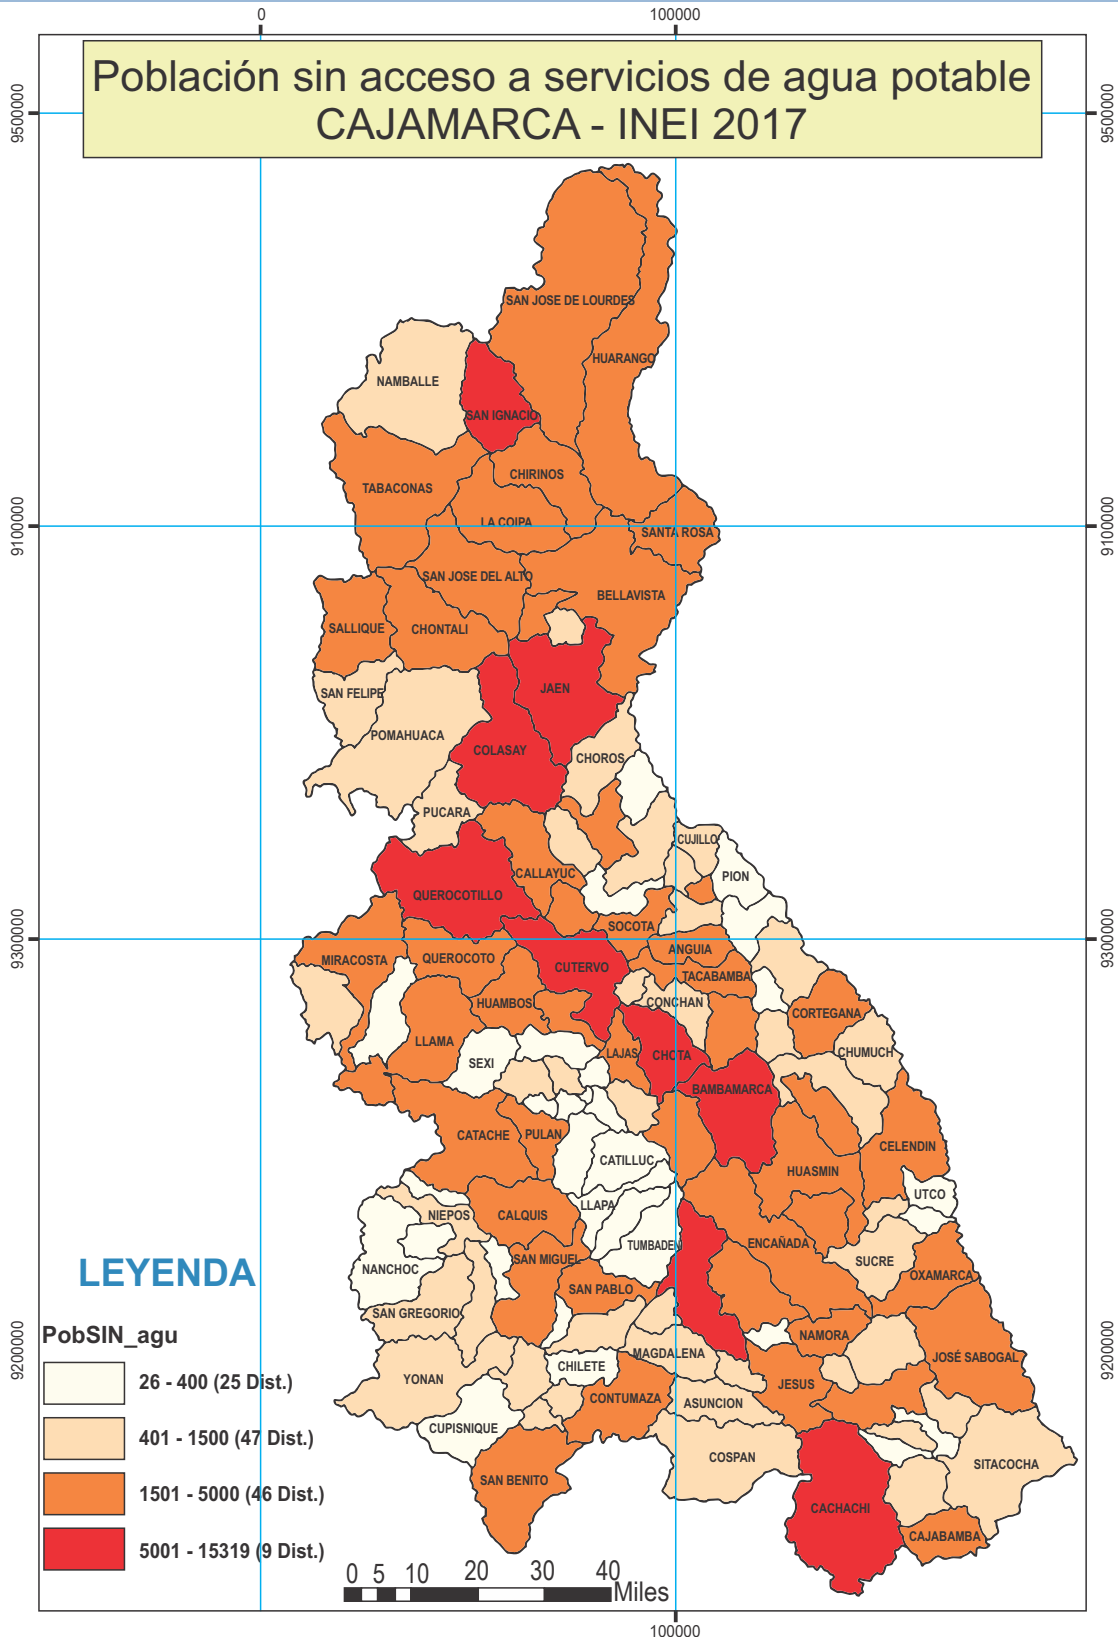 0 100000
Población sin acceso a servicios de agua potable
CAJAMARCA - INEI 2017
9500000 9500000
SAN JOSE DE LOURDES
HUARANGO
NAMBALLE
SAN IGNACIO
CHIRINOS
TABACONAS
LA COIPA
9100000 9100000
SANTA ROSA
SAN JOSE DEL ALTO
BELLAVISTA
SALLIQUE
CHONTALI
SAN FELIPE
JAEN
POMAHUACA
COLASAY
CHOROS
PUCARA
CUJILLO
CALLAYUC
PION
QUEROCOTILLO
SOCOTA
9300000 9300000
ANGUIA
MIRACOSTA
QUEROCOTO
CUTERVO
TACABAMBA
HUAMBOS
CONCHAN
CORTEGANA
LLAMA
LAJAS
CHOTA
CHUMUCH
SEXI
BAMBAMARCA
CATACHE
PULAN
CELENDIN
CATILLUC
HUASMIN
UTCO
LLAPA
NIEPOS
CALQUIS
TUMBADEN
ENCAÑADA
SAN MIGUEL
SUCRE
NANCHOC
OXAMARCA
SAN PABLO
SAN GREGORIO
NAMORA
9200000 9200000
MAGDALENA
JOSÉ SABOGAL
CHILETE
YONAN
JESUS
CONTUMAZA
ASUNCION
CUPISNIQUE
COSPAN
SITACOCHA
SAN BENITO
CACHACHI
CAJABAMBA
LEYENDA
PobSIN_agu
26 - 400 (25 Dist.)
401 - 1500 (47 Dist.)
1501 - 5000 (46 Dist.)
5001 - 15319 (9 Dist.)
0 5 10 20 30 40
Miles
100000